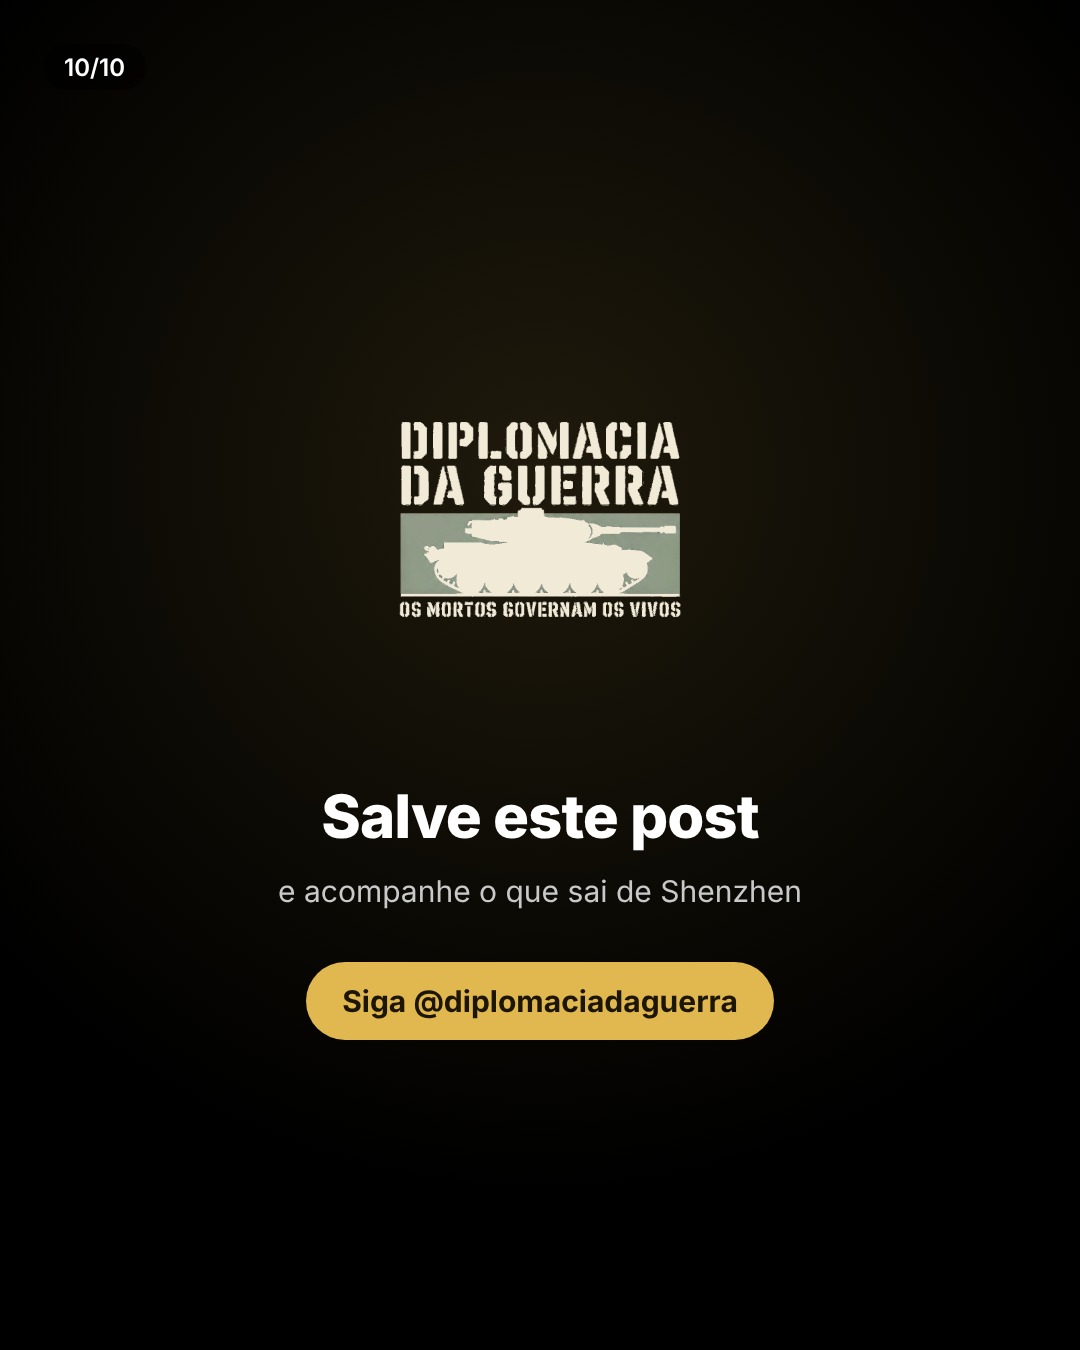 10/10
DIPLOMACIA
DA GUERRA
OS MORTOS GOVERNAM OS VIVOS
Salve este post
e acompanhe o que sai de Shenzhen
Siga @diplomaciadaguerra